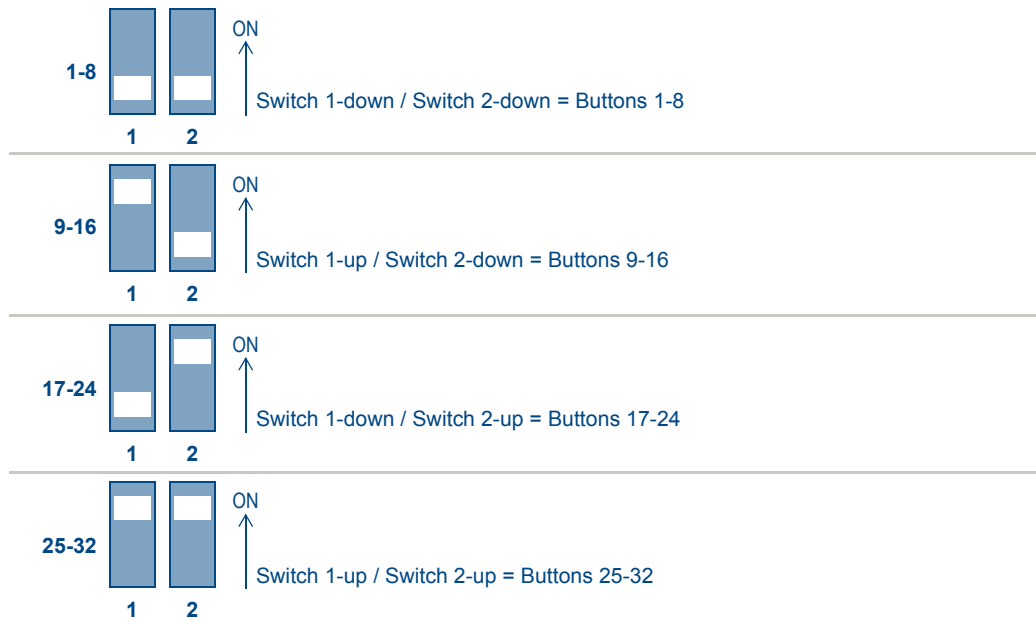 ON
1-8
Switch 1-down / Switch 2-down = Buttons 1-8
1 2
ON
9-16
Switch 1-up / Switch 2-down = Buttons 9-16
1 2
ON
17-24
Switch 1-down / Switch 2-up = Buttons 17-24
1 2
ON
25-32
Switch 1-up / Switch 2-up = Buttons 25-32
1 2